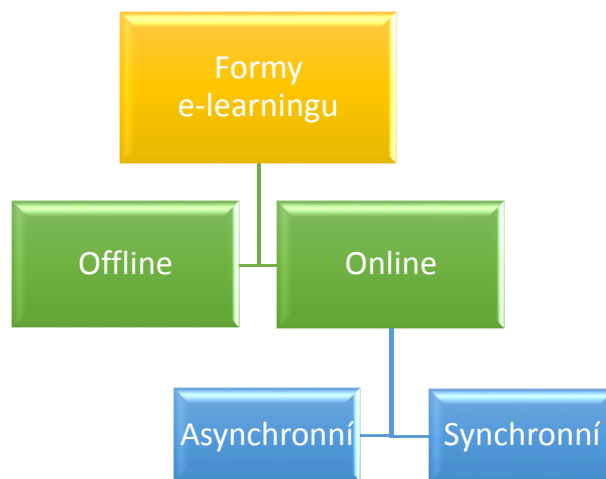 Formy
e-learningu
Offline
Online
Asynchronní
Synchronní